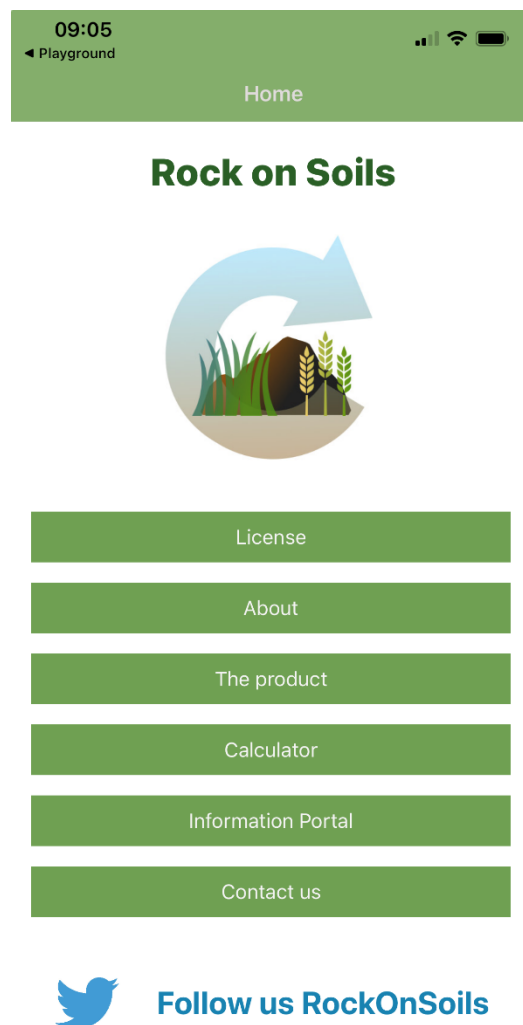 09:05
◀ Playground
Home
Rock on Soils
License
About
The product
Calculator
Information Portal
Contact us
Follow us RockOnSoils